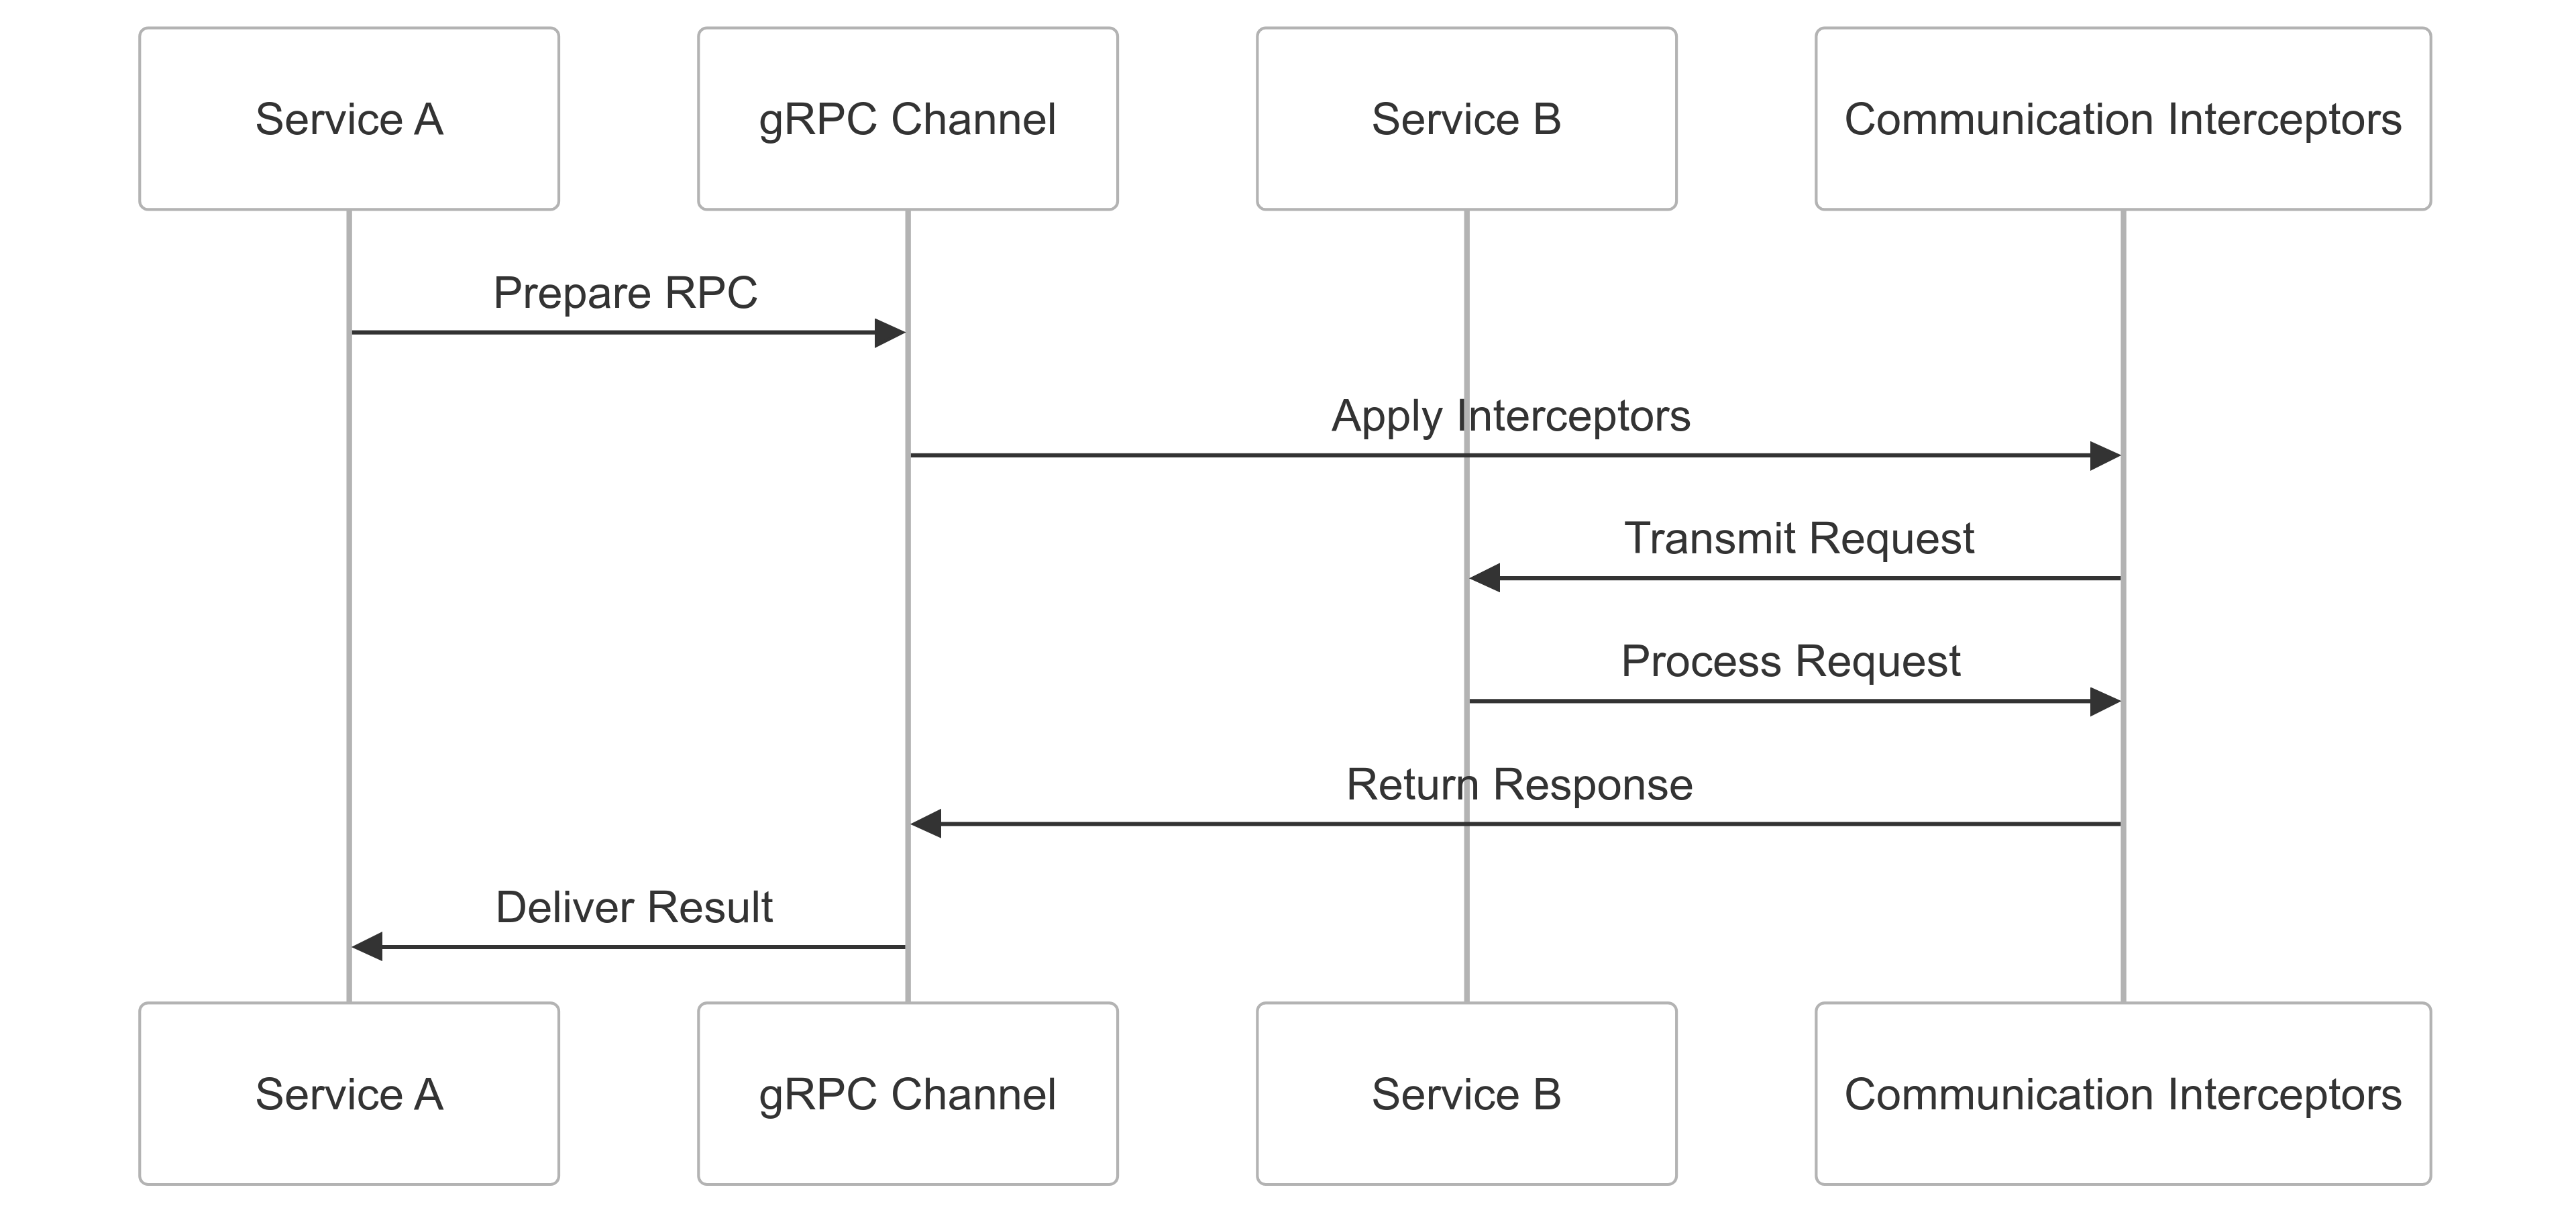 Service A
gRPC Channel
Service B
Communication Interceptors
Prepare RPC
Apply Interceptors
Transmit Request
Process Request
Return Response
Deliver Result
Service A
gRPC Channel
Service B
Communication Interceptors